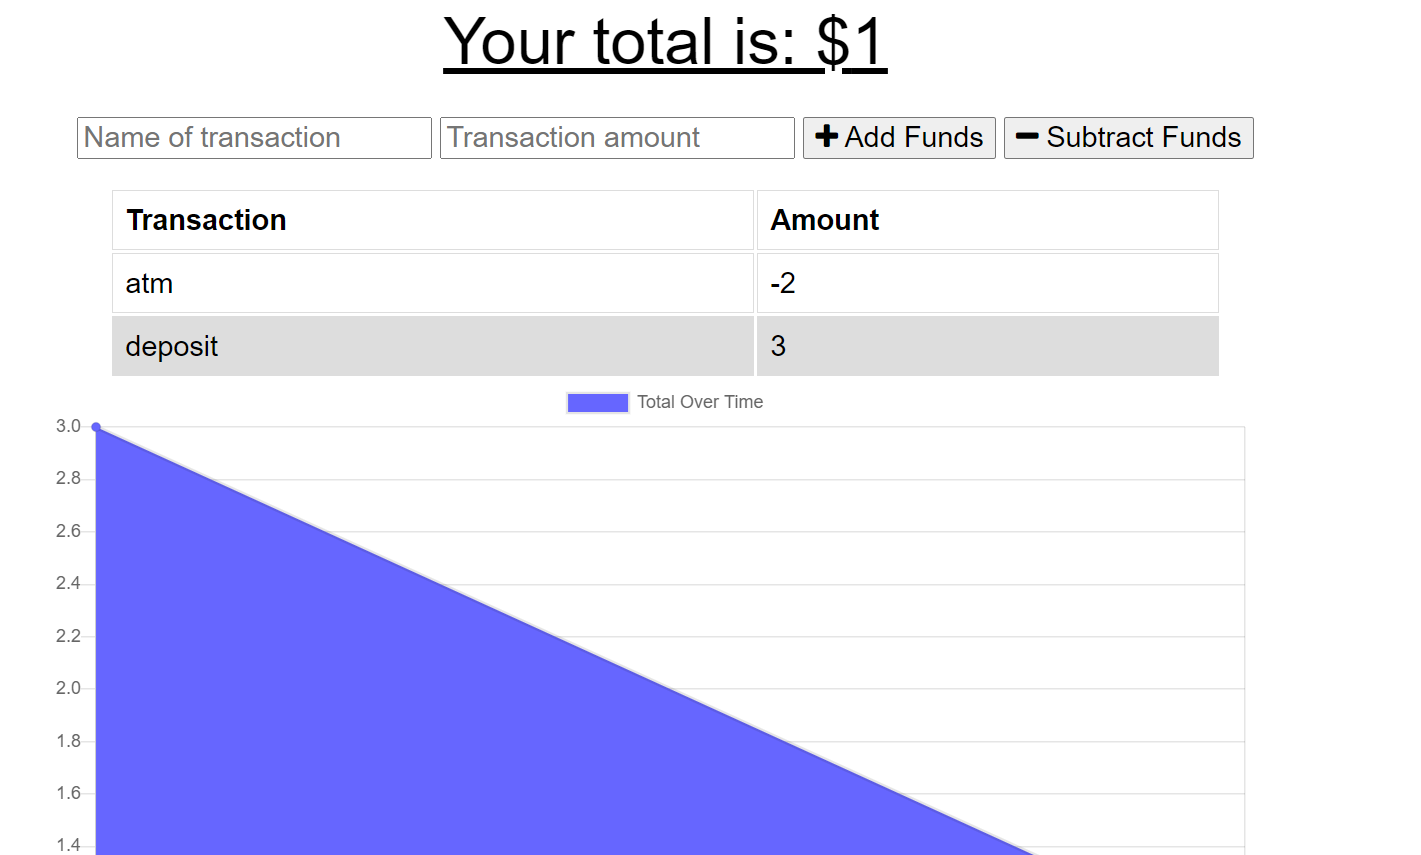 Your total is: $1
Name of transaction Transaction amount Add Funds Subtract Funds
Transaction Amount
atm -2
deposit 3
Total Over Time
3.0
2.8
2.6
2.4
2.2
2.0
1.8
1.6
1.4